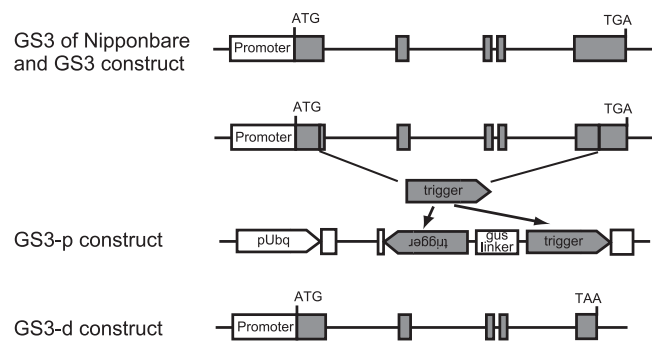 ATG TGA
GS3 of Nipponbare
and GS3 construct
Promoter
ATG TGA
Promoter
trigger
GS3-p construct
pUbq trigger gus linker trigger
ATG TAA
GS3-d construct
Promoter